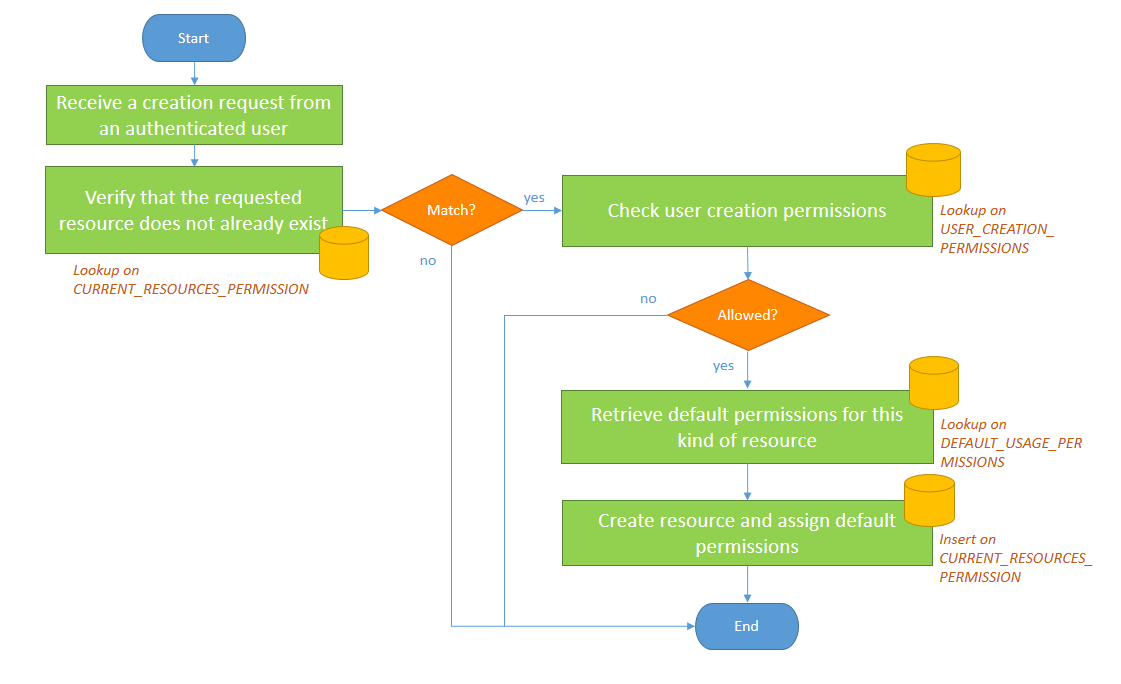 Start
Receive a creation request from
an authenticated user
Verify that the requested
resource does not already exist
Lookup on
CURRENT_RESOURCES_PERMISSION
Match?
yes
no
Check user creation permissions
Lookup on
USER_CREATION_
PERMISSIONS
Allowed?
no
yes
Retrieve default permissions for this
kind of resource
Lookup on
DEFAULT_USAGE_PER
MISSIONS
Create resource and assign default
permissions
Insert on
CURRENT_RESOURCES_
PERMISSION
End